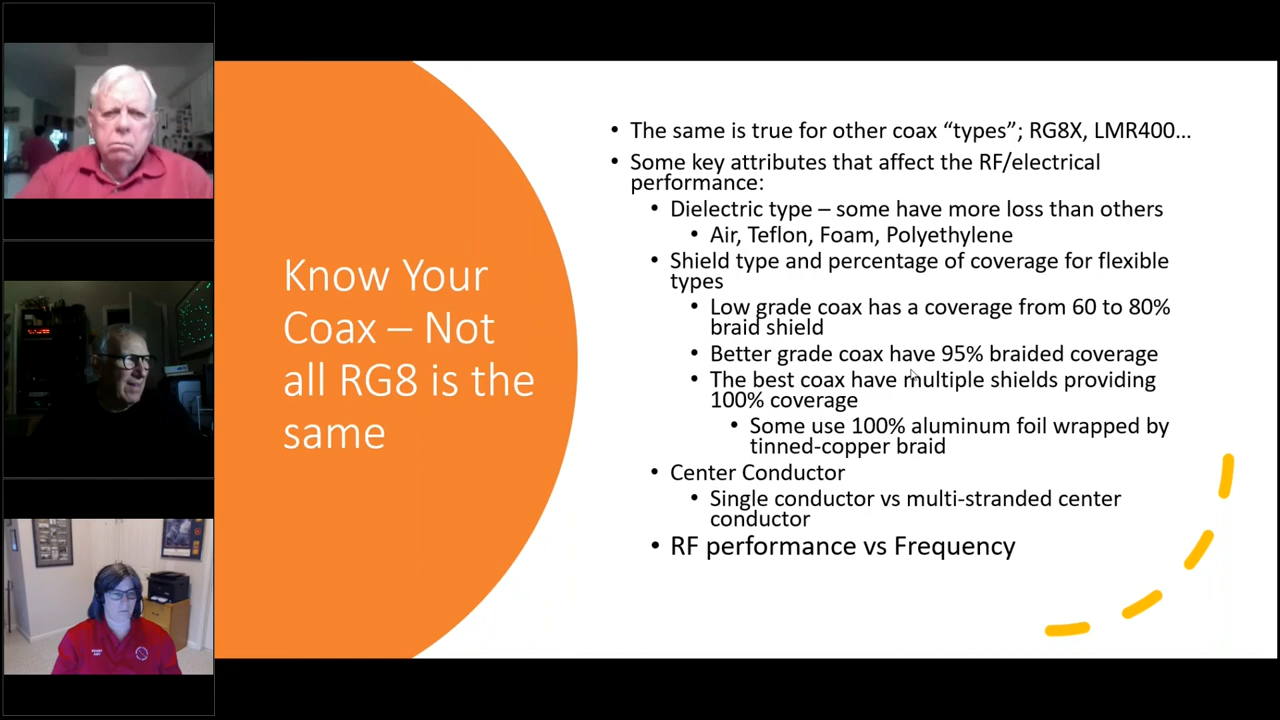 Know Your
Coax – Not
all RG8 is the
same
• The same is true for other coax “types”; RG8X, LMR400…
• Some key attributes that affect the RF/electrical
performance:
• Dielectric type – some have more loss than others
• Air, Teflon, Foam, Polyethylene
• Shield type and percentage of coverage for flexible
types
• Low grade coax has a coverage from 60 to 80%
braid shield
• Better grade coax have 95% braided coverage
• The best coax have multiple shields providing
100% coverage
• Some use 100% aluminum foil wrapped by
tinned-copper braid
• Center Conductor
• Single conductor vs multi-stranded center
conductor
• RF performance vs Frequency